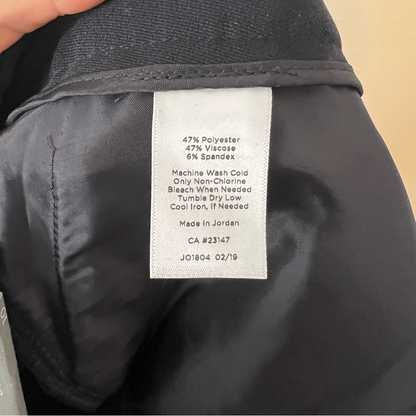 47% Polyester
47% Viscose
6% Spandex
Machine Wash Cold
Only Non-Chlorine
Bleach When Needed
Tumble Dry Low
Cool Iron, If Needed
Made In Jordan
CA #23147
JO1804 02/19